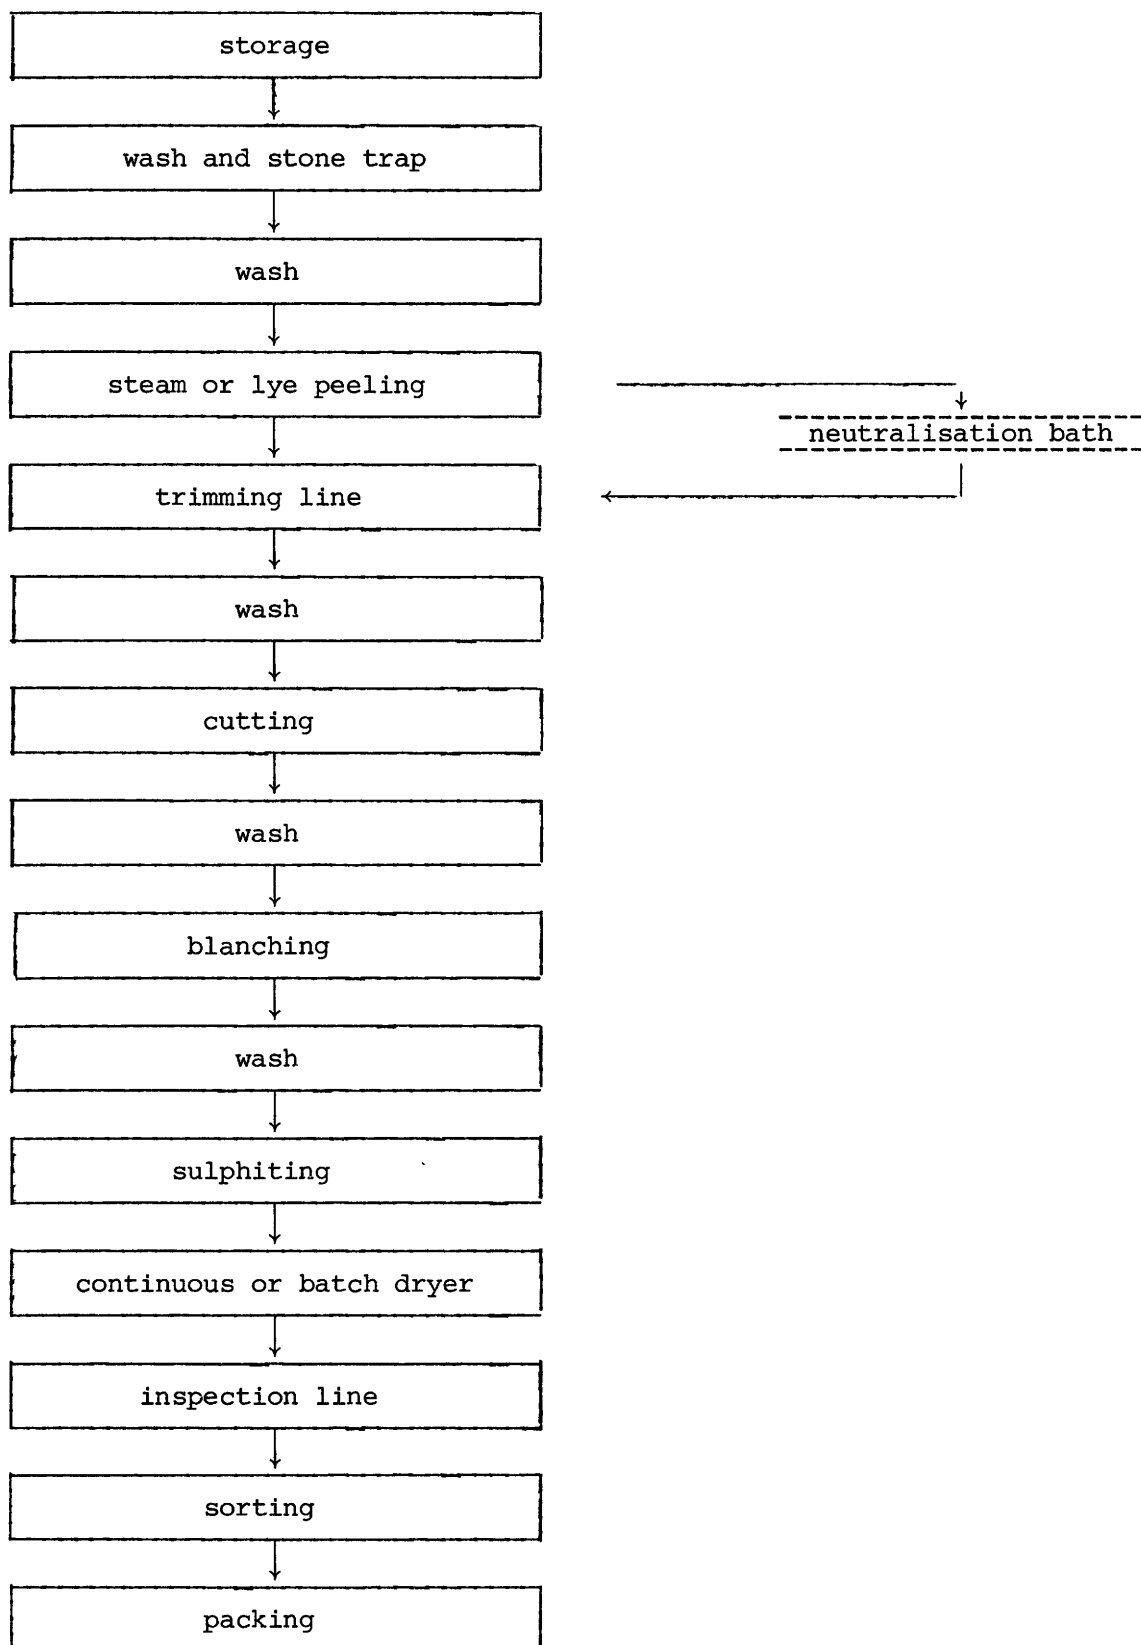 storage
wash and stone trap
wash
steam or lye peeling
neutralisation bath
trimming line
wash
cutting
wash
blanching
wash
sulphiting
continuous or batch dryer
inspection line
sorting
packing